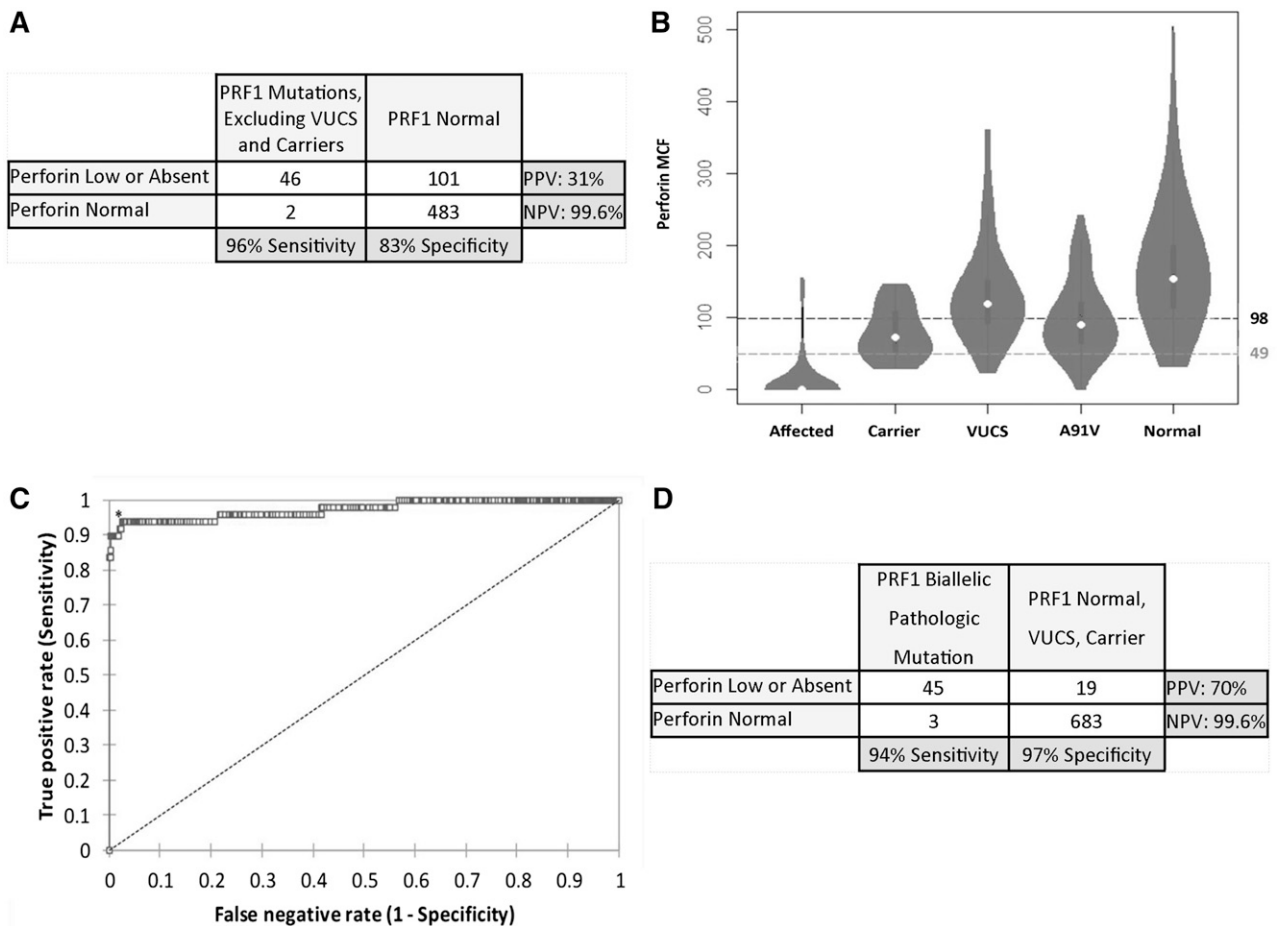 A
PRF1 Mutations,
Excluding VUCS
and Carriers
PRF1 Normal
Perforin Low or Absent 46 101 PPV: 31%
Perforin Normal 2 483 NPV: 99.6%
96% Sensitivity 83% Specificity
B
Perforin MCF
500
400
300
200
100
0
98
49
Affected Carrier VUCS A91V Normal
C
True positive rate (Sensitivity)
1
0.9
0.8
0.7
0.6
0.5
0.4
0.3
0.2
0.1
0
*
0 0.1 0.2 0.3 0.4 0.5 0.6 0.7 0.8 0.9 1
False negative rate (1 - Specificity)
D
PRF1 Biallelic
Pathologic
Mutation
PRF1 Normal,
VUCS, Carrier
Perforin Low or Absent 45 19 PPV: 70%
Perforin Normal 3 683 NPV: 99.6%
94% Sensitivity 97% Specificity